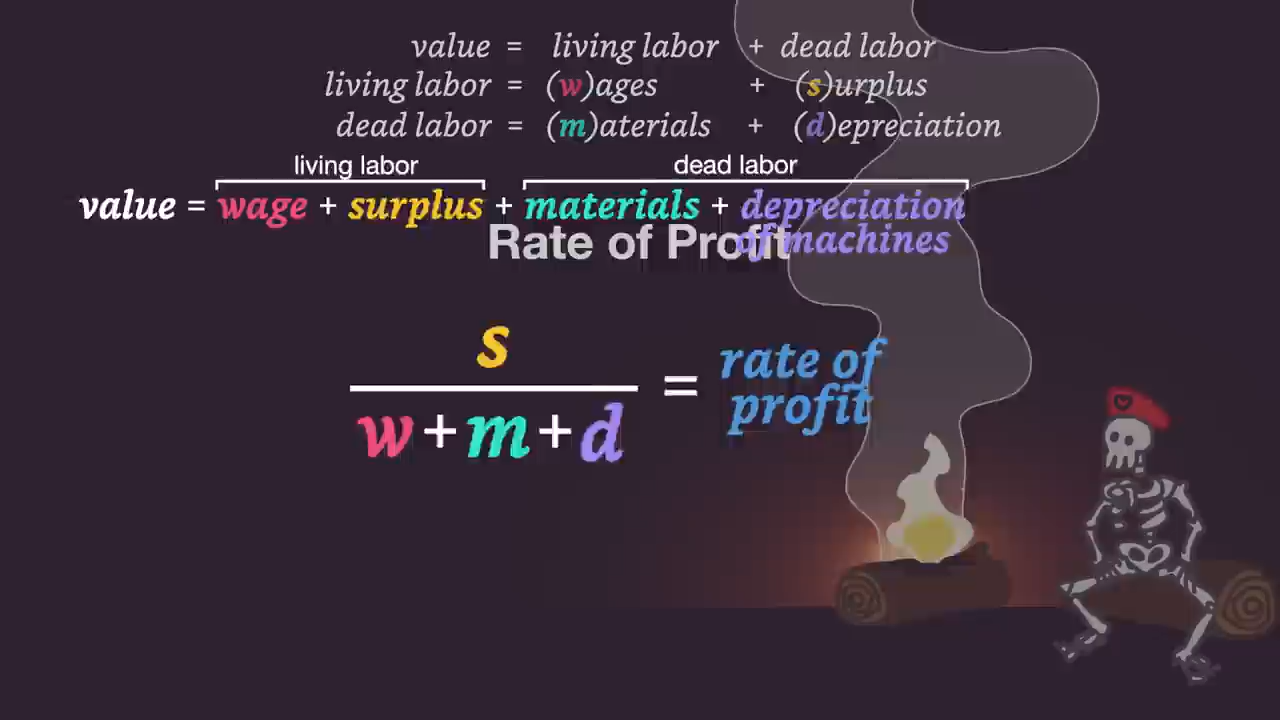 value = living labor + dead labor
living labor = (w)ages + (s)urplus
dead labor = (m)aterials + (d)epreciation
living labor dead labor
value = wage + surplus + materials + depreciation
of machines
Rate of Profit
s
w+m+d
= rate of
profit